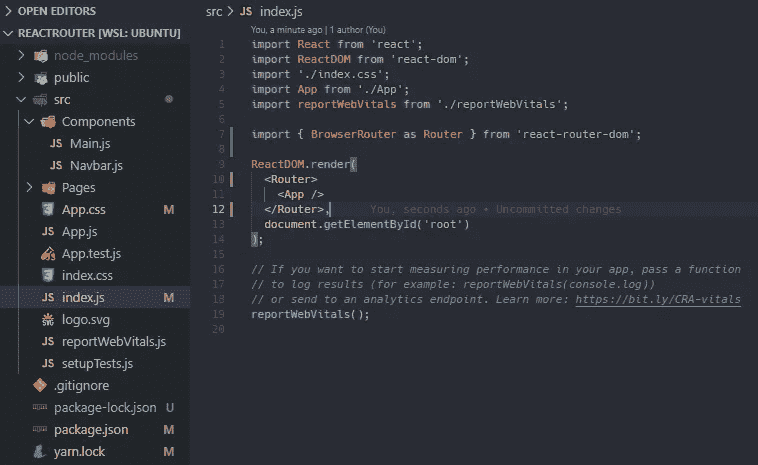 OPEN EDITORS
REACTROUTER [WSL: UBUNTU]
node_modules
public
src
Components
JS Main.js
JS Navbar.js
Pages
App.css M
JS App.js
App.test.js
index.css
JS index.js M
logo.svg
JS reportWebVitals.js
JS setupTests.js
.gitignore
package-lock.json U
package.json M
yarn.lock M
src > JS index.js
You, a minute ago | 1 author (You)
1 import React from 'react';
2 import ReactDOM from 'react-dom';
3 import './index.css';
4 import App from './App';
5 import reportWebVitals from './reportWebVitals';
6
7 import { BrowserRouter as Router } from 'react-router-dom';
8
9 ReactDOM.render(
10 <Router>
11 <App />
12 </Router>, You, seconds ago • Uncommitted changes
13 document.getElementById('root')
14 );
15
16 // If you want to start measuring performance in your app, pass a function
17 // to log results (for example: reportWebVitals(console.log))
18 // or send to an analytics endpoint. Learn more: https://bit.ly/CRA-vitals
19 reportWebVitals();
20